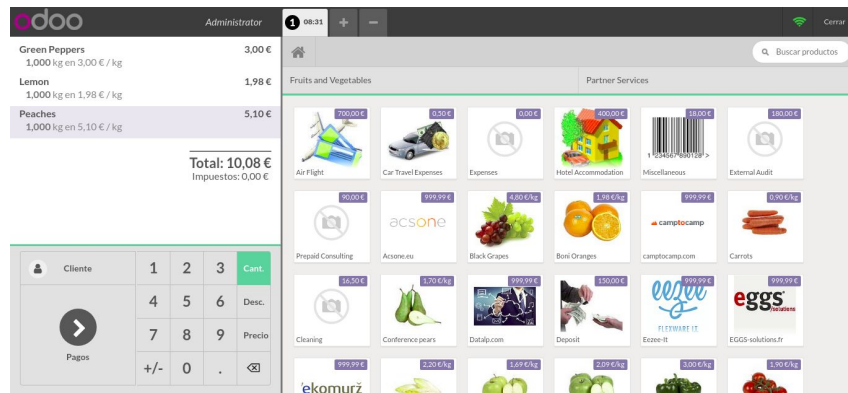 odoo
Administrator
1 08:31 + −
Cerrar
Green Peppers 3,00 €
1,000 kg en 3,00 € / kg
Lemon 1,98 €
1,000 kg en 1,98 € / kg
Peaches 5,10 €
1,000 kg en 5,10 € / kg
Total: 10,08 €
Impuestos: 0,00 €
Cliente
1 2 3 Cant.
4 5 6 Desc.
7 8 9 Precio
+/- 0 .
Pagos
Buscar productos
Fruits and Vegetables
Partner Services
700,00 €
Air Flight
0,50 €
Car Travel Expenses
0,00 €
Expenses
400,00 €
Hotel Accommodation
18,00 €
1 "234567"890128" >
Miscellaneous
180,00 €
External Audit
90,00 €
Prepaid Consulting
999,99 €
acsone
Acsone.eu
4,80 €/kg
Black Grapes
1,98 €/kg
Boni Oranges
999,99 €
camptocamp
camptocamp.com
0,90 €/kg
Carrots
16,50 €
Cleaning
1,70 €/kg
Conference pears
999,99 €
Datalp.com
150,00 €
Deposit
999,99 €
eezee
FLEXWARE IT
Eezee-It
999,99 €
eggs
solutions
EGGS-solutions.fr
999,99 €
ekomurz
2,20 €/kg
1,69 €/kg
2,09 €/kg
3,00 €/kg
1,90 €/kg